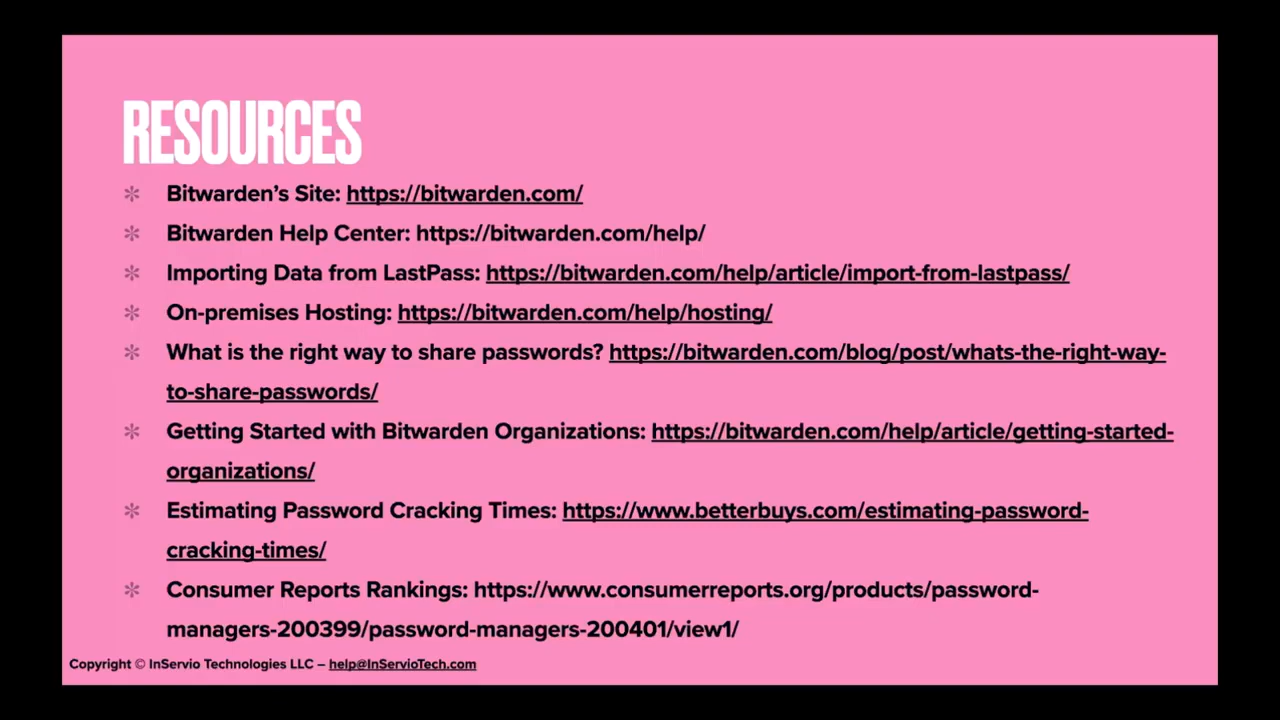 RESOURCES
* Bitwarden's Site: https://bitwarden.com/
* Bitwarden Help Center: https://bitwarden.com/help/
* Importing Data from LastPass: https://bitwarden.com/help/article/import-from-lastpass/
* On-premises Hosting: https://bitwarden.com/help/hosting/
* What is the right way to share passwords? https://bitwarden.com/blog/post/whats-the-right-way-
to-share-passwords/
* Getting Started with Bitwarden Organizations: https://bitwarden.com/help/article/getting-started-
organizations/
* Estimating Password Cracking Times: https://www.betterbuys.com/estimating-password-
cracking-times/
* Consumer Reports Rankings: https://www.consumerreports.org/products/password-
managers-200399/password-managers-200401/view1/
Copyright © InServio Technologies LLC – help@InServioTech.com